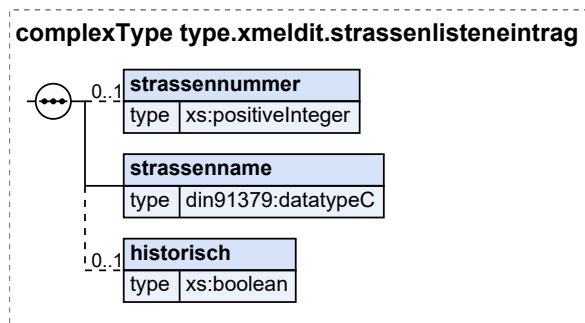 complexType type.xmeldit.strassenlisteneintrag
0..1
strassennummer
type xs:positiveInteger
strassenname
type din91379:datatypeC
0..1
historisch
type xs:boolean